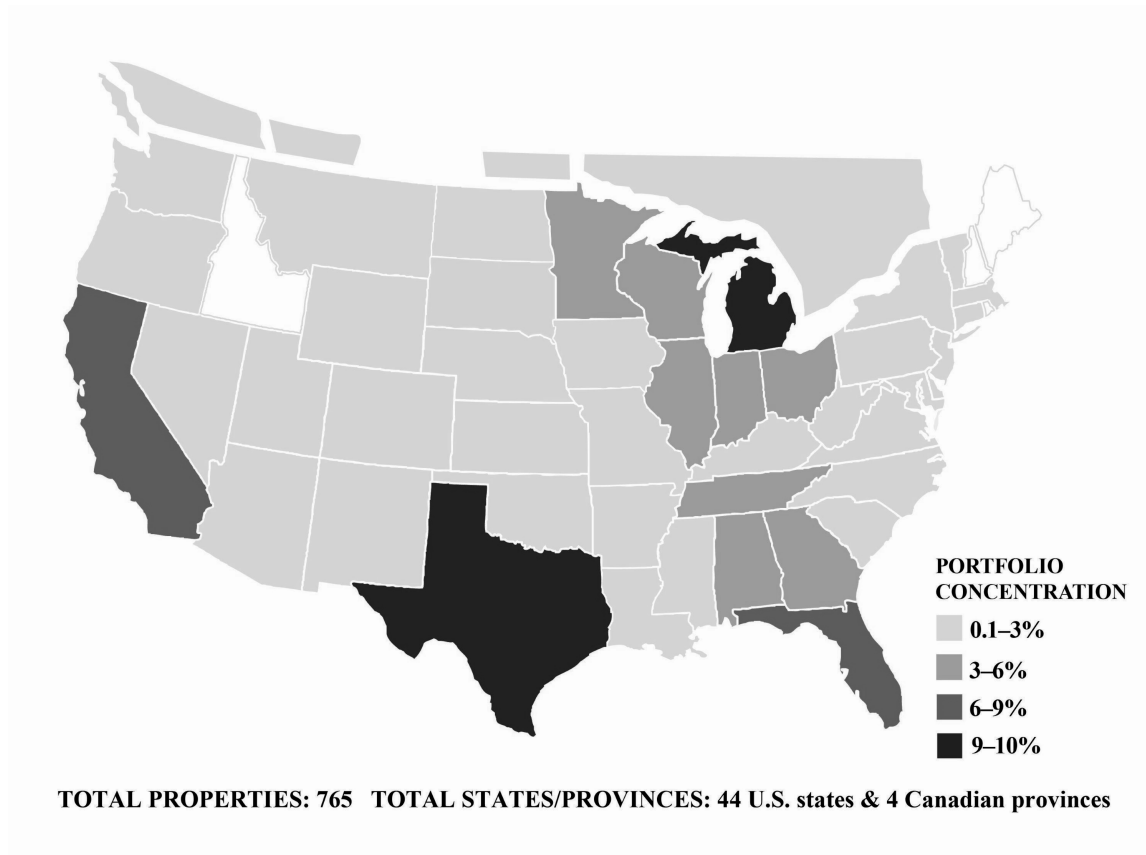 PORTFOLIO
CONCENTRATION
0.1–3%
3–6%
6–9%
9–10%
TOTAL PROPERTIES: 765 TOTAL STATES/PROVINCES: 44 U.S. states & 4 Canadian provinces